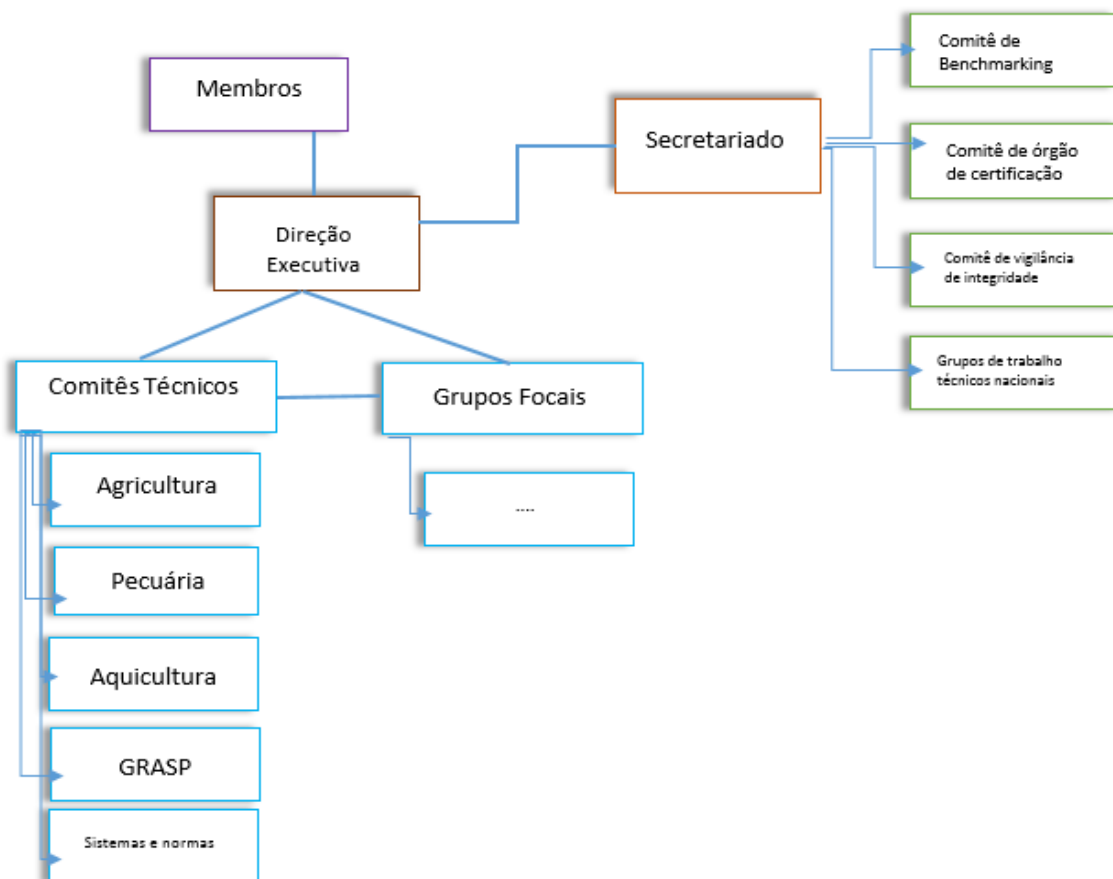 Membros
Direção
Executiva
Secretariado
Comitê de
Benchmarking
Comitê de órgão
de certificação
Comitê de vigilância
de integridade
Grupos de trabalho
técnicos nacionais
Comitês Técnicos
Grupos Focais
Agricultura
....
Pecuária
Aquicultura
GRASP
Sistemas e normas